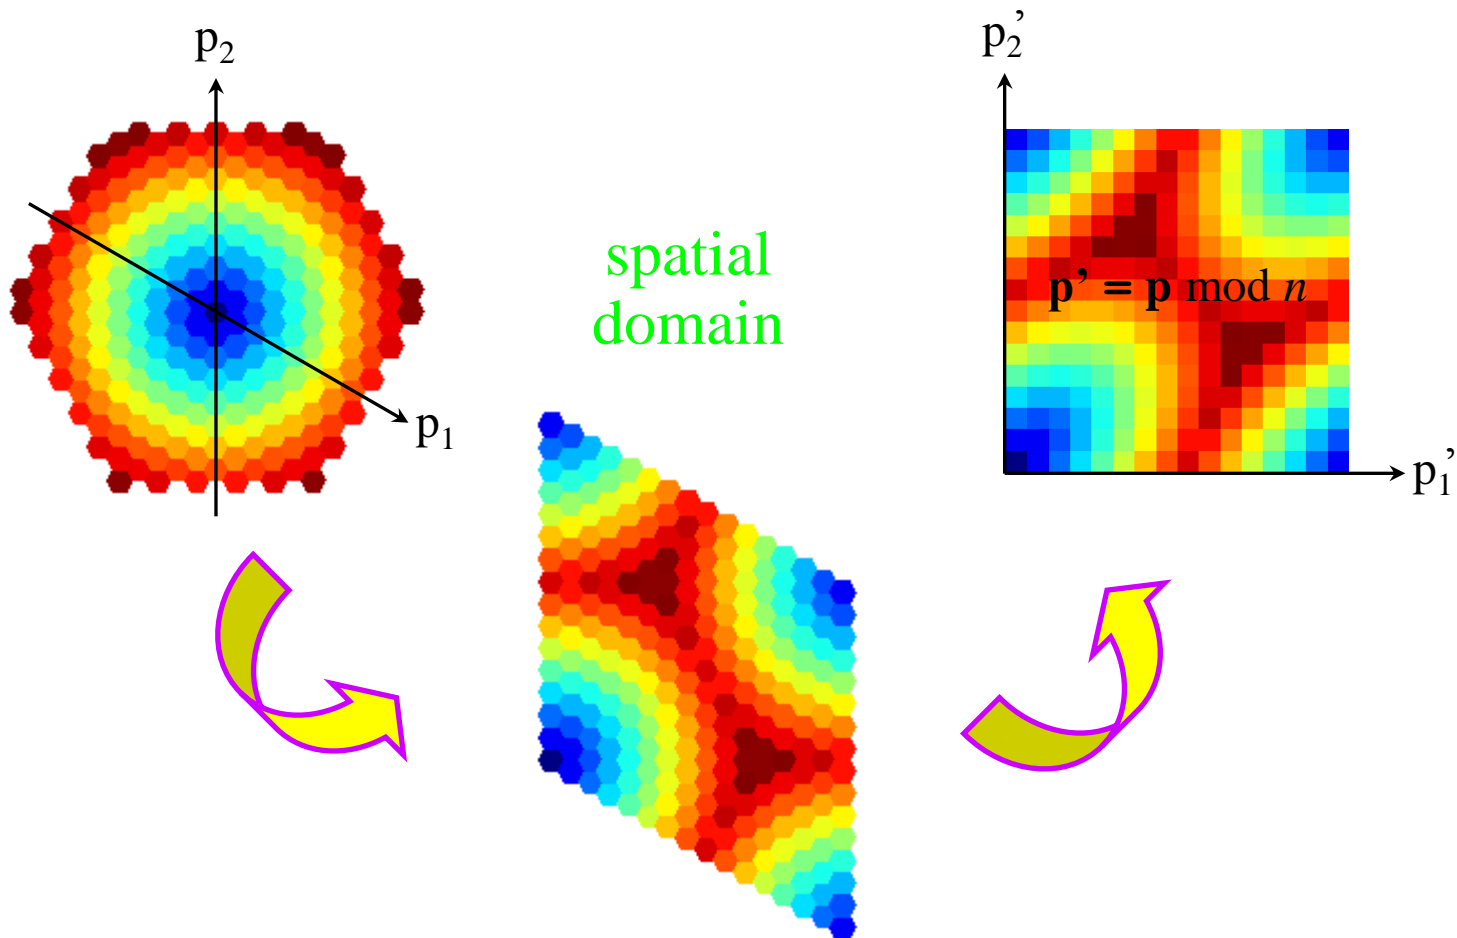 p2
p1
spatial
domain
p2’
p’ = p mod n
p1’